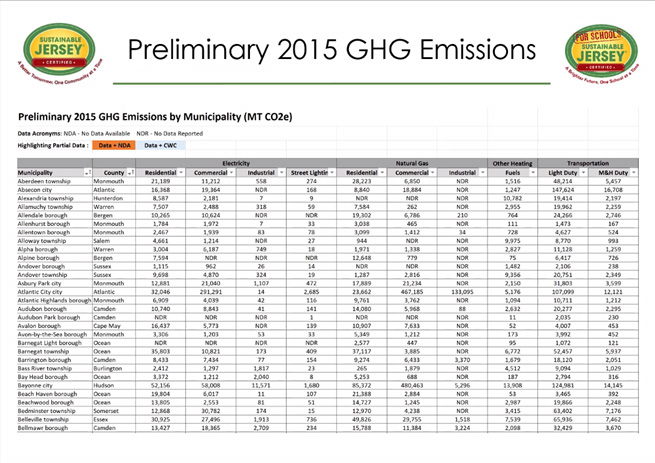 SUSTAINABLE
JERSEY
CERTIFIED
A Better Tomorrow, One Community at a Time
Preliminary 2015 GHG Emissions
FOR SCHOOLS
SUSTAINABLE
JERSEY
CERTIFIED
A Brighter Future, One School at a Time
Preliminary 2015 GHG Emissions by Municipality (MT CO2e)
Data Acronyms: NDA - No Data Available NDR - No Data Reported
Highlighting Partial Data : Data + NDA Data + CWC
Electricity Natural Gas Other Heating Transportation
Municipality County Residential Commercial Industrial Street Lightin Residential Commercial Industrial Fuels Light Duty M&H Duty
Aberdeen township Monmouth 21,189 11,212 558 274 28,223 6,850 NDR 1,516 48,214 5,457
Absecon city Atlantic 16,368 19,364 NDR 168 8,840 18,884 NDR 1,247 147,624 16,708
Alexandria township Hunterdon 8,587 2,181 7 9 NDR NDR NDR 10,782 19,414 2,197
Allamuchy township Warren 7,507 2,488 318 59 7,584 262 NDR 2,955 19,962 2,259
Allendale borough Bergen 10,265 10,624 NDR NDR 19,302 6,786 210 764 24,266 2,746
Allenhurst borough Monmouth 1,784 1,972 7 33 3,038 465 NDR 111 1,473 167
Allentown borough Monmouth 2,467 1,939 83 78 3,099 1,412 34 728 4,627 524
Alloway township Salem 4,661 1,214 NDR 27 944 NDR NDR 9,975 8,770 993
Alpha borough Warren 3,004 6,187 749 18 1,971 1,338 NDR 2,827 11,128 1,259
Alpine borough Bergen 7,594 NDR NDR NDR 12,648 779 NDR 75 6,417 726
Andover borough Sussex 1,115 962 26 14 NDR NDR NDR 1,482 2,106 238
Andover township Sussex 9,698 4,870 324 19 1,287 2,816 NDR 9,356 20,751 2,349
Asbury Park city Monmouth 12,881 21,040 1,107 472 17,889 21,234 NDR 2,150 31,803 3,599
Atlantic City city Atlantic 32,046 291,291 14 2,685 23,662 467,185 133,095 5,176 107,099 12,121
Atlantic Highlands borough Monmouth 6,909 4,039 42 116 9,761 3,762 NDR 1,094 10,711 1,212
Audubon borough Camden 10,740 8,843 41 141 14,080 5,968 88 2,632 20,277 2,295
Audubon Park borough Camden NDR NDR NDR 1 NDR NDR NDR 11 2,035 230
Avalon borough Cape May 16,437 5,773 NDR 139 10,907 7,633 NDR 52 4,007 453
Avon-by-the-Sea borough Monmouth 3,306 1,203 53 33 5,349 1,212 NDR 173 3,992 452
Barnegat Light borough Ocean NDR NDR NDR NDR 2,577 447 NDR 95 1,072 121
Barnegat township Ocean 35,803 10,821 173 409 37,117 3,885 NDR 6,772 52,457 5,937
Barrington borough Camden 8,433 7,434 77 154 9,274 6,433 3,370 1,679 18,120 2,051
Bass River township Burlington 2,412 1,297 1,817 23 265 1,879 NDR 4,512 9,094 1,029
Bay Head borough Ocean 3,372 1,212 2,040 8 5,253 688 NDR 187 2,794 316
Bayonne city Hudson 52,156 58,008 11,571 1,680 85,372 480,463 5,296 13,908 124,981 14,145
Beach Haven borough Ocean 19,804 6,017 11 107 21,388 2,884 NDR 53 3,465 392
Beachwood borough Ocean 13,805 2,553 81 51 14,727 1,245 NDR 2,987 19,866 2,248
Bedminster township Somerset 12,868 30,782 174 15 12,970 4,238 NDR 3,415 63,402 7,176
Belleville township Essex 30,925 27,496 1,913 736 49,826 29,755 1,518 7,539 65,936 7,462
Bellmawr borough Camden 13,427 18,365 2,709 234 15,788 11,384 3,224 2,098 32,429 3,670